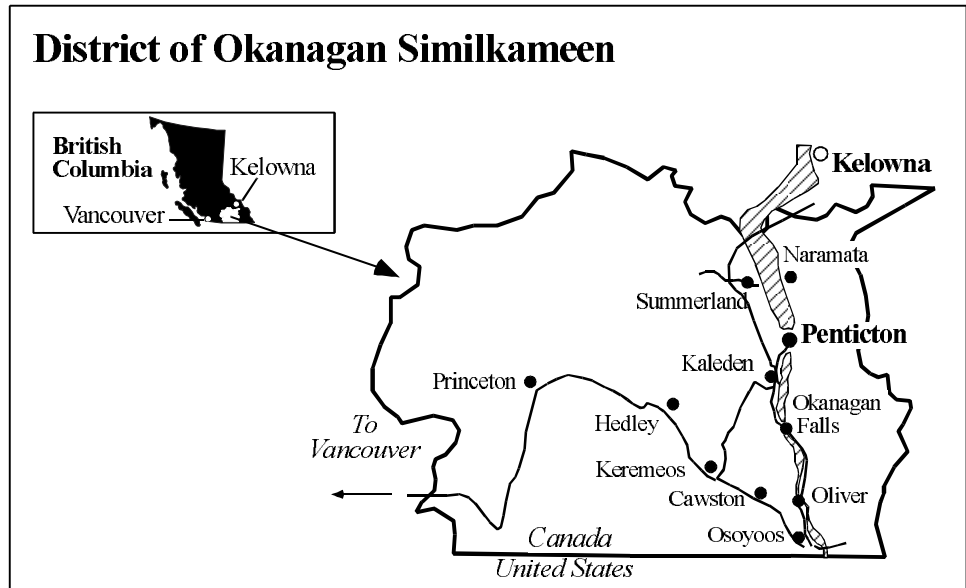 District of Okanagan Similkameen
British
Columbia
Kelowna
Vancouver
Kelowna
Naramata
Summerland
Penticton
Kaleden
Princeton
Okanagan
Falls
Hedley
To
Vancouver
Keremeos
Cawston
Oliver
Osoyoos
Canada
United States